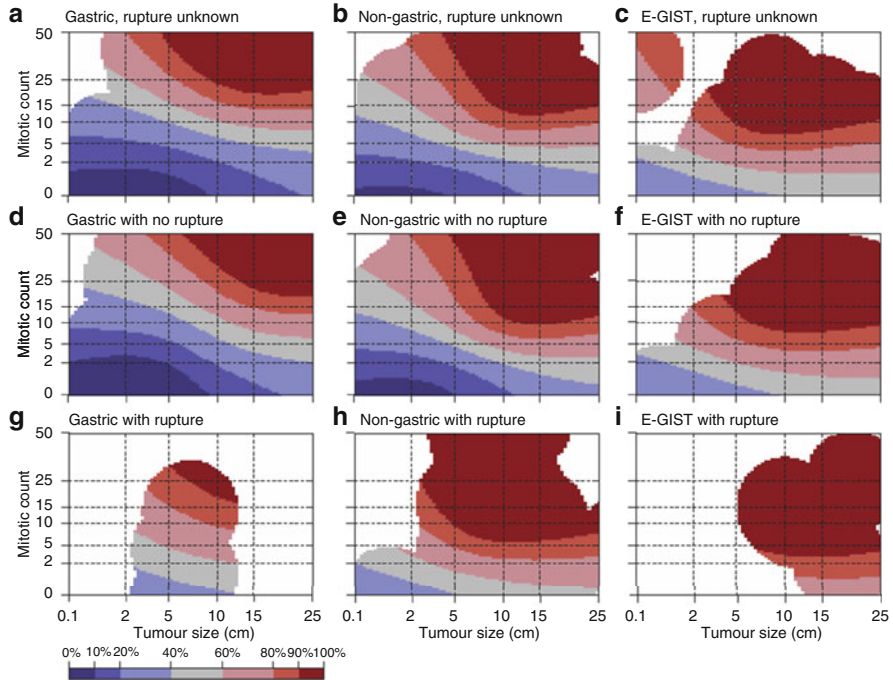 a Gastric, rupture unknown
b Non-gastric, rupture unknown
c E-GIST, rupture unknown
Mitotic count
50
25
15
10
5
2
0
d Gastric with no rupture
e Non-gastric with no rupture
f E-GIST with no rupture
Mitotic count
50
25
15
10
5
2
0
g Gastric with rupture
h Non-gastric with rupture
i E-GIST with rupture
Mitotic count
50
25
15
10
5
2
0
0.1 2 5 10 15 25
0.1 2 5 10 15 25
0.1 2 5 10 15 25
Tumour size (cm)
Tumour size (cm)
Tumour size (cm)
0% 10% 20% 40% 60% 80% 90% 100%